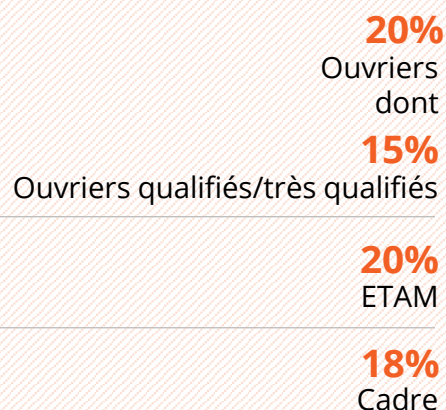 20%
Ouvriers
dont
15%
Ouvriers qualifiés/très qualifiés
20%
ETAM
18%
Cadre